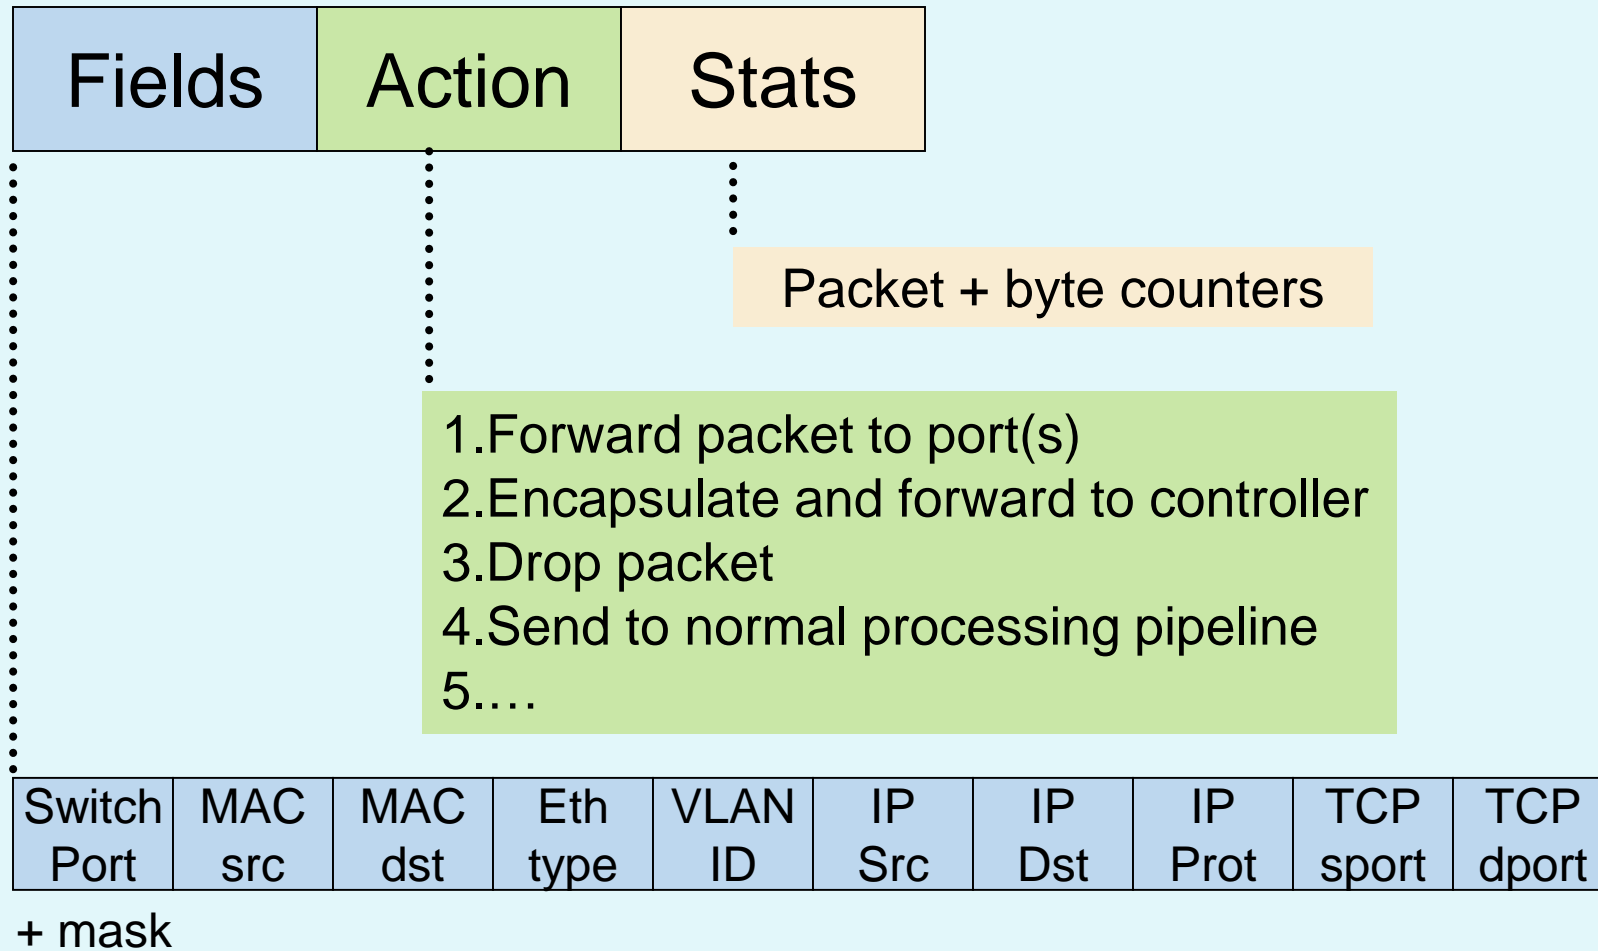 Fields Action Stats
Packet + byte counters
1.Forward packet to port(s)
2.Encapsulate and forward to controller
3.Drop packet
4.Send to normal processing pipeline
5.…
Switch Port MAC src MAC dst Eth type VLAN ID IP Src IP Dst IP Prot TCP sport TCP dport
+ mask